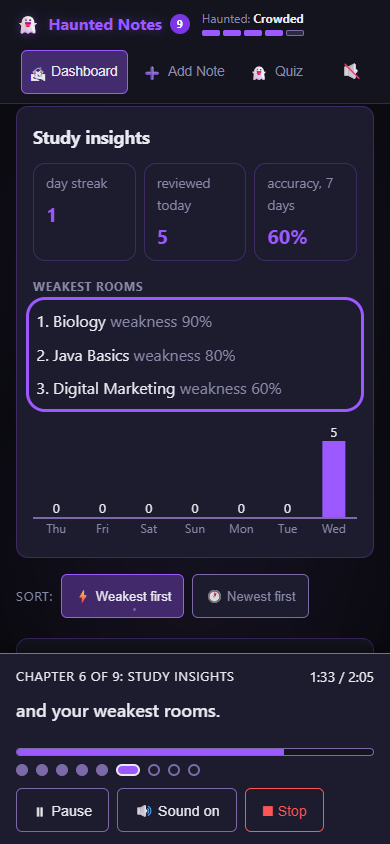 Haunted Notes 9
Haunted: Crowded
Dashboard
Add Note
Quiz
Study insights
day streak
1
reviewed
today
5
accuracy, 7
days
60%
WEAKEST ROOMS
1. Biology weakness 90%
2. Java Basics weakness 80%
3. Digital Marketing weakness 60%
5
0 0 0 0 0 0
Thu Fri Sat Sun Mon Tue Wed
SORT:
Weakest first
Newest first
CHAPTER 6 OF 9: STUDY INSIGHTS
1:33 / 2:05
and your weakest rooms.
Pause
Sound on
Stop